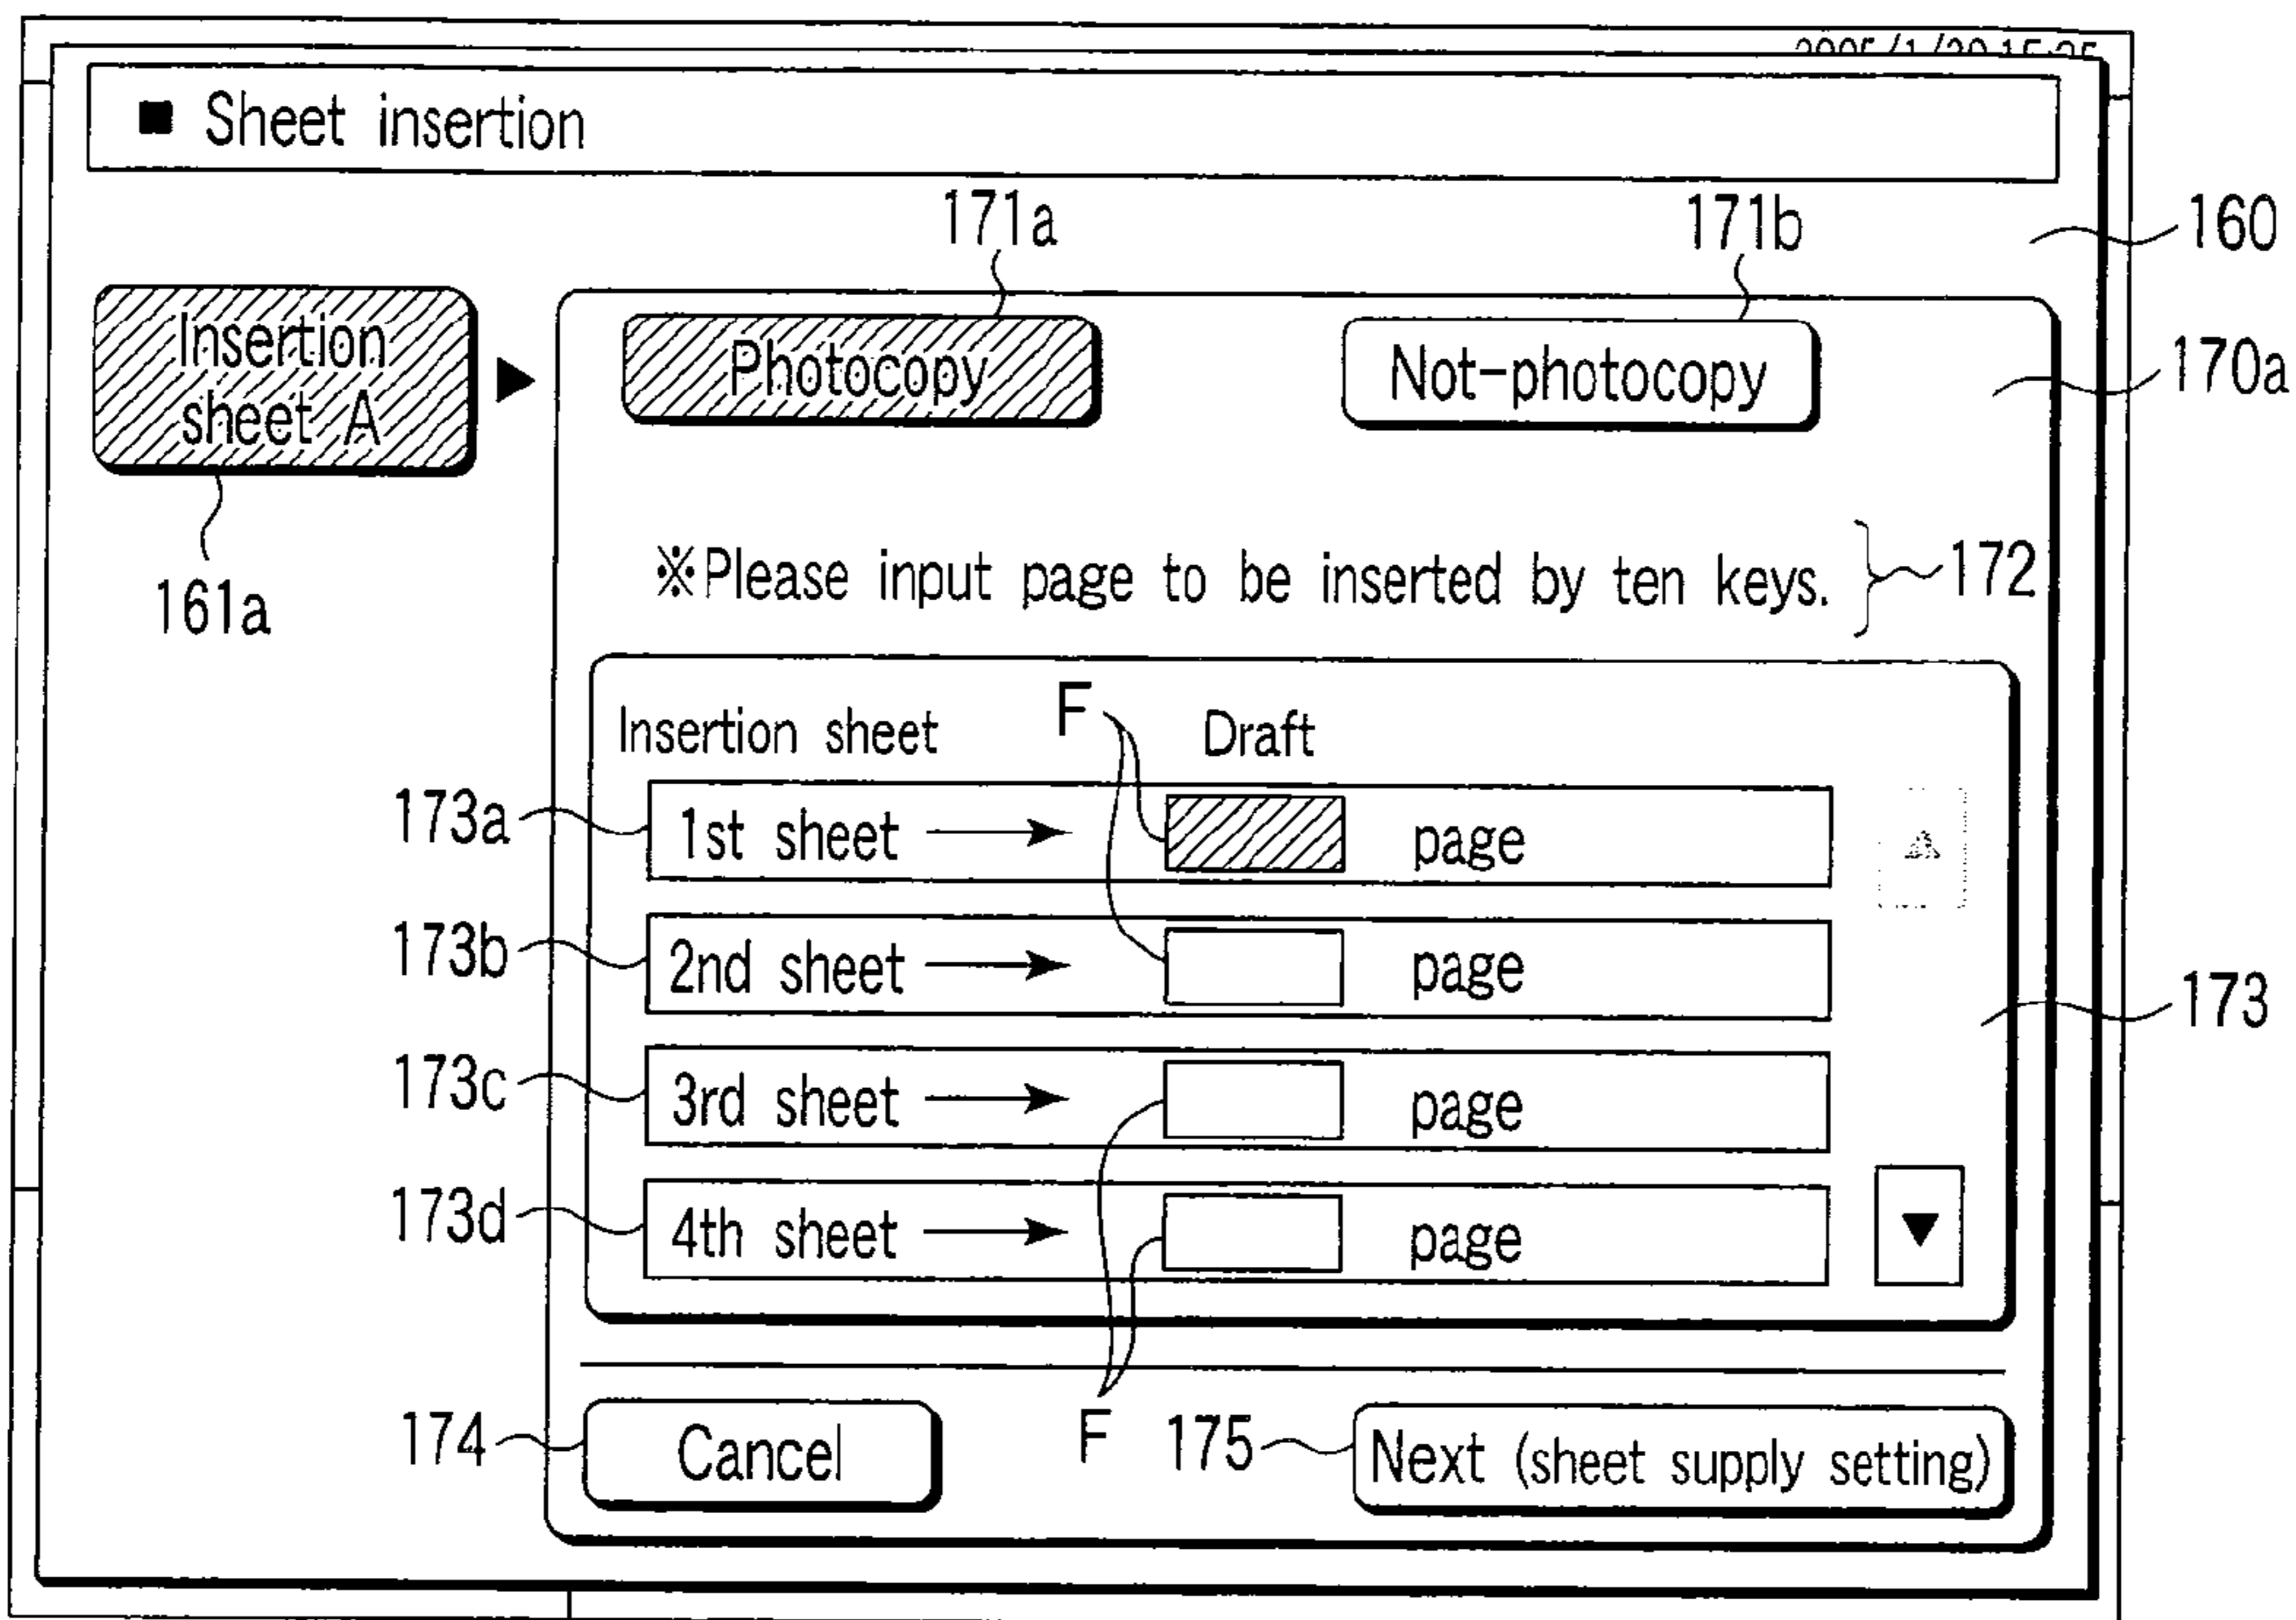 ■ Sheet insertion
171a
171b
160
Insertion
sheet A
Photocopy
Not-photocopy
170a
161a
※Please input page to be inserted by ten keys.
172
Insertion sheet
F
Draft
173a
1st sheet → page
173b
2nd sheet → page
173
173c
3rd sheet → page
173d
4th sheet → page
174
Cancel
F
175
Next (sheet supply setting)